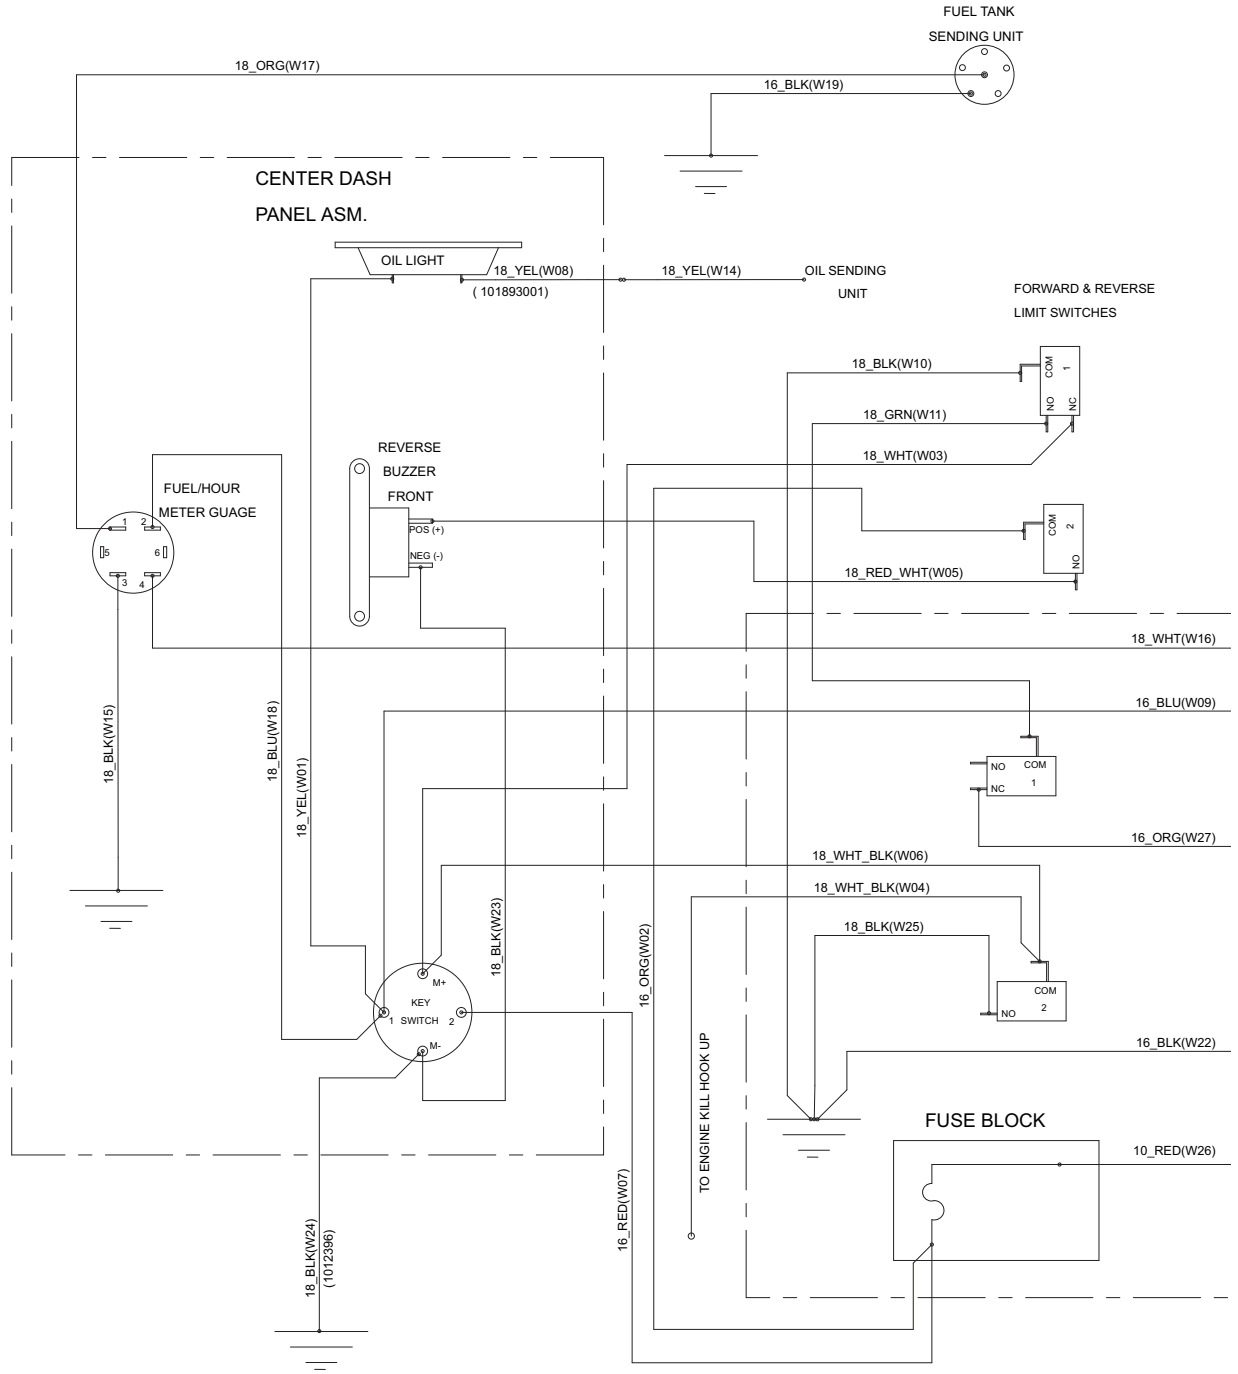 FUEL TANK
SENDING UNIT
18_ORG(W17)
16_BLK(W19)
CENTER DASH
PANEL ASM.
OIL LIGHT
18_YEL(W08)
( 101893001)
18_YEL(W14)
OIL SENDING
UNIT
FORWARD & REVERSE
LIMIT SWITCHES
18_BLK(W10)
COM
1
NO
NC
18_GRN(W11)
18_WHT(W03)
REVERSE
BUZZER
FRONT
POS (+)
NEG (-)
FUEL/HOUR
METER GUAGE
1
2
5
6
3
4
COM
2
NO
18_RED_WHT(W05)
18_WHT(W16)
16_BLU(W09)
18_BLK(W15)
18_BLU(W18)
18_YEL(W01)
NO
COM
NC
1
16_ORG(W27)
18_WHT_BLK(W06)
18_WHT_BLK(W04)
18_BLK(W25)
18_BLK(W23)
16_ORG(W02)
M+
KEY
1
SWITCH
2
M-
COM
2
NO
16_BLK(W22)
TO ENGINE KILL HOOK UP
FUSE BLOCK
10_RED(W26)
16_RED(W07)
18_BLK(W24)
(1012396)